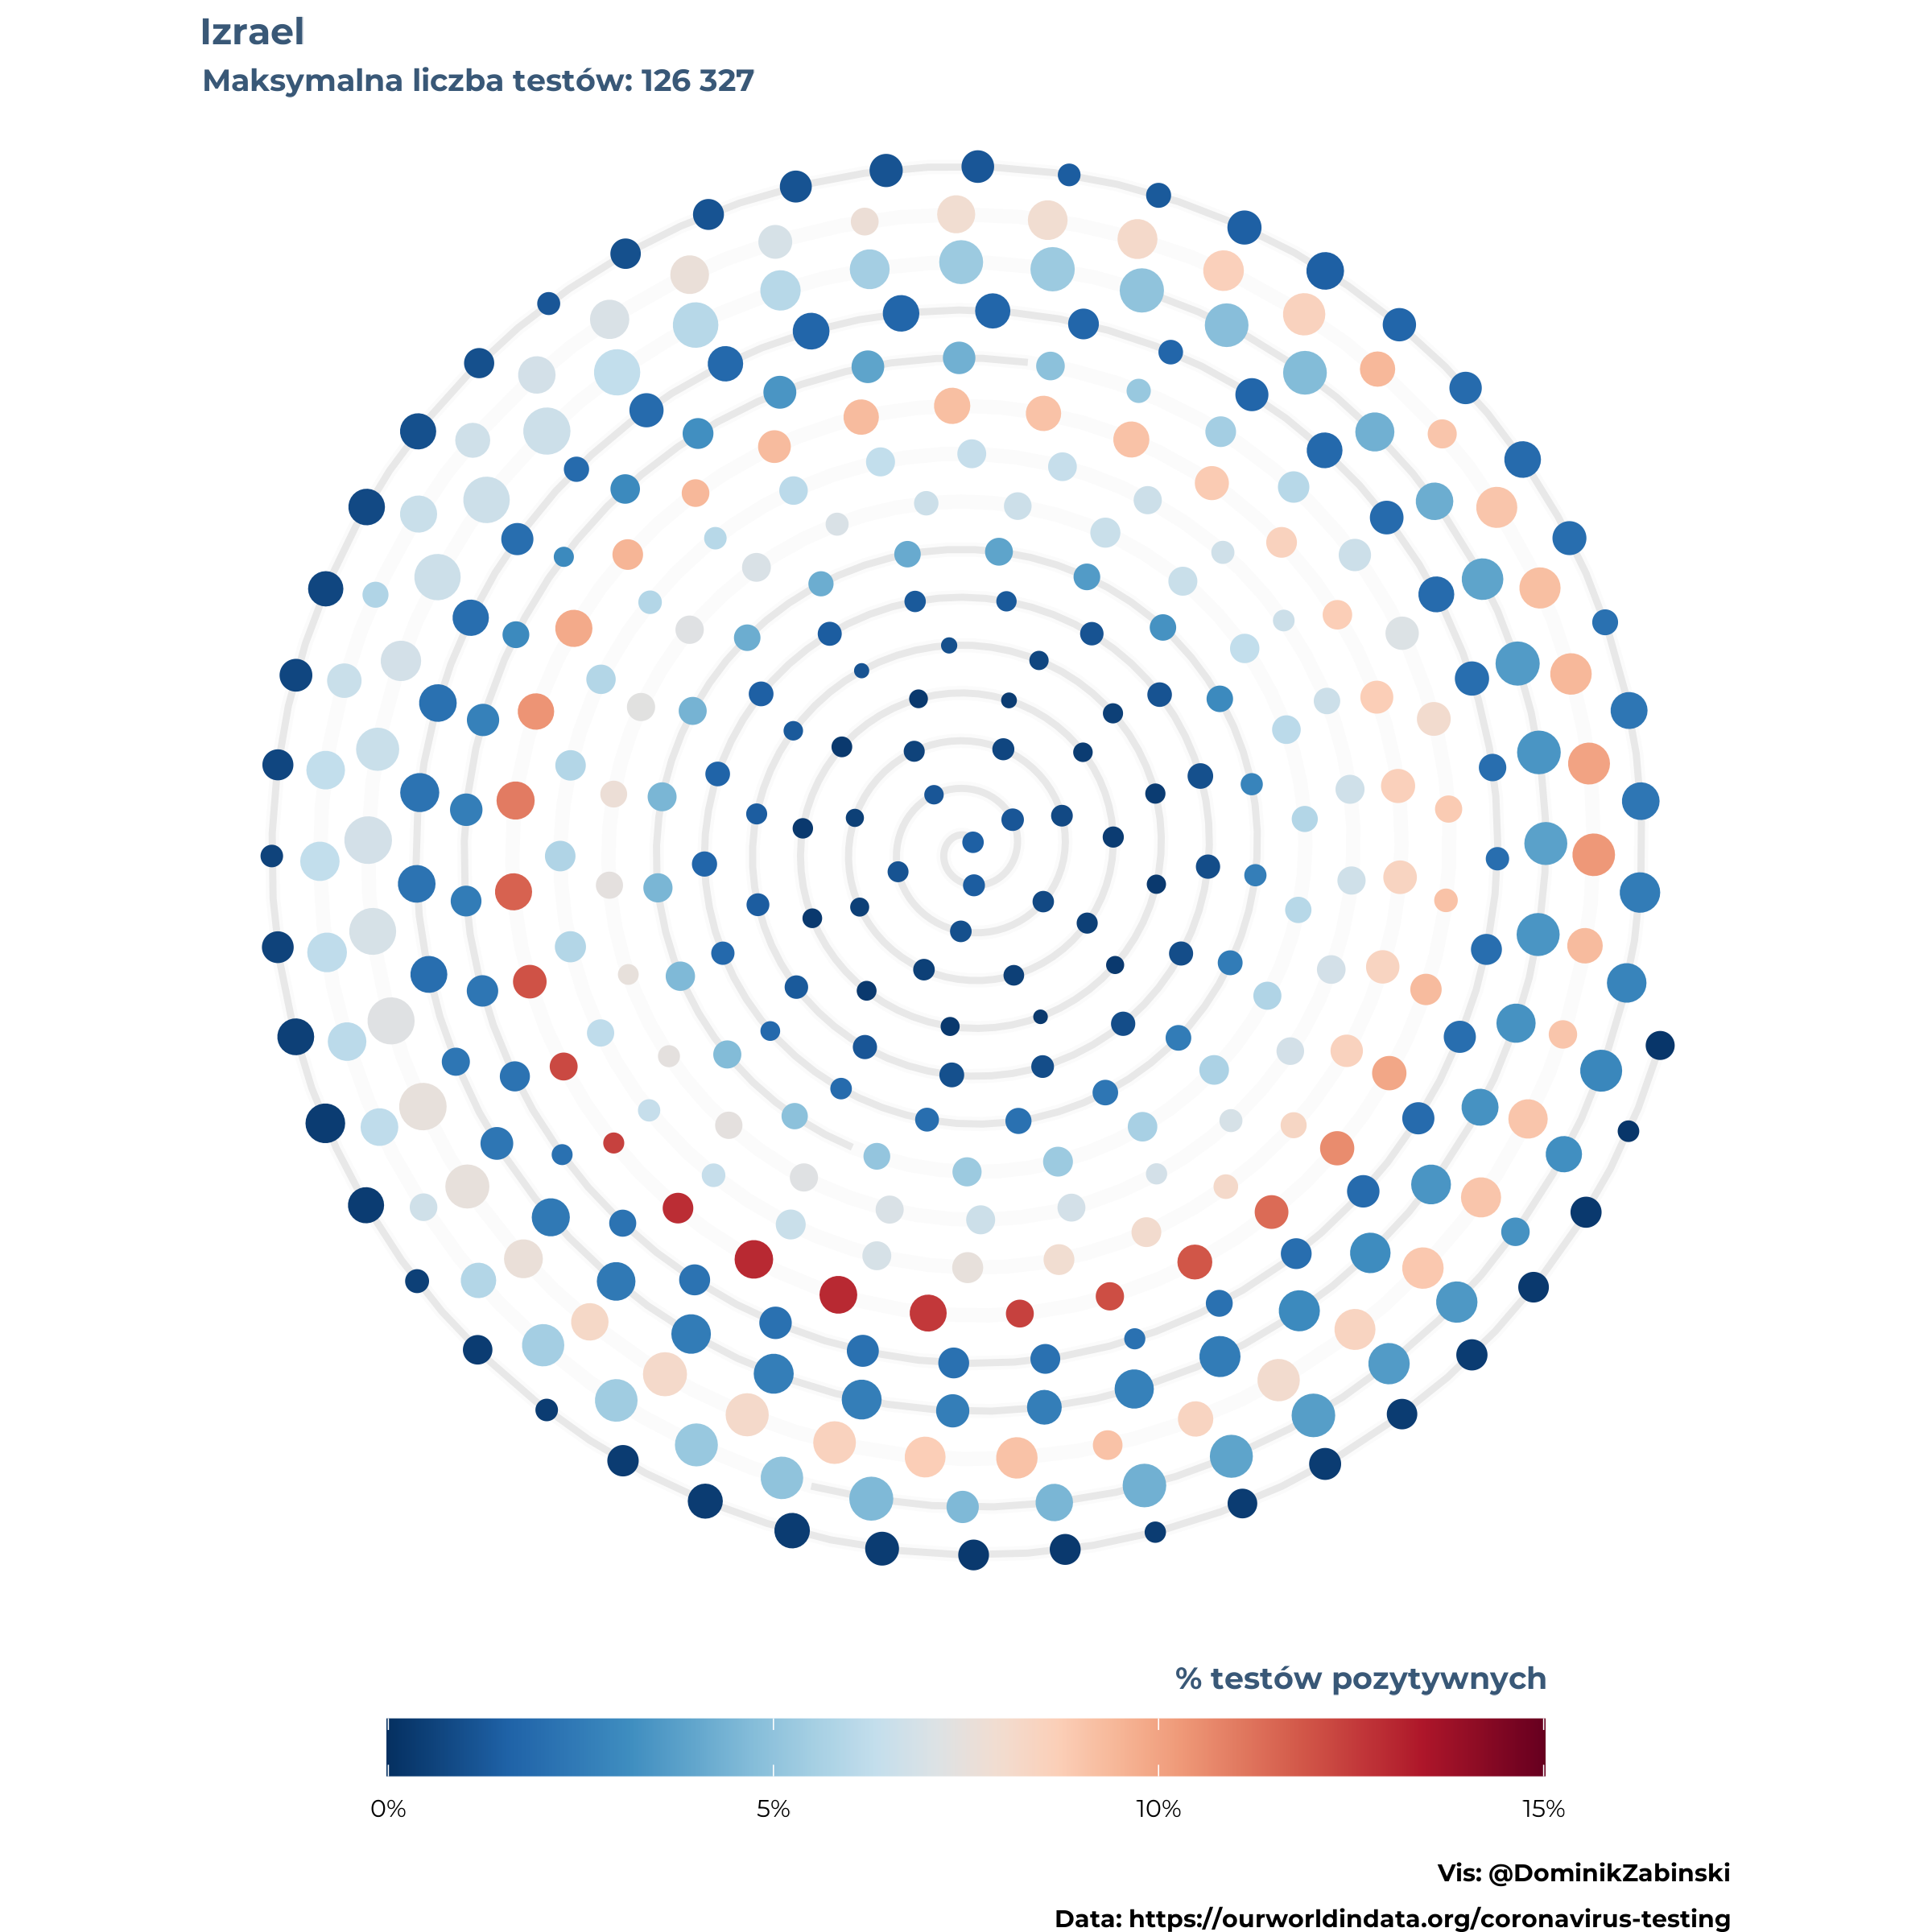 Izrael
Maksymalna liczba testów: 126 327
% testów pozytywnych
0% 5% 10% 15%
Vis: @DominikZabinski
Data: https://ourworldindata.org/coronavirus-testing